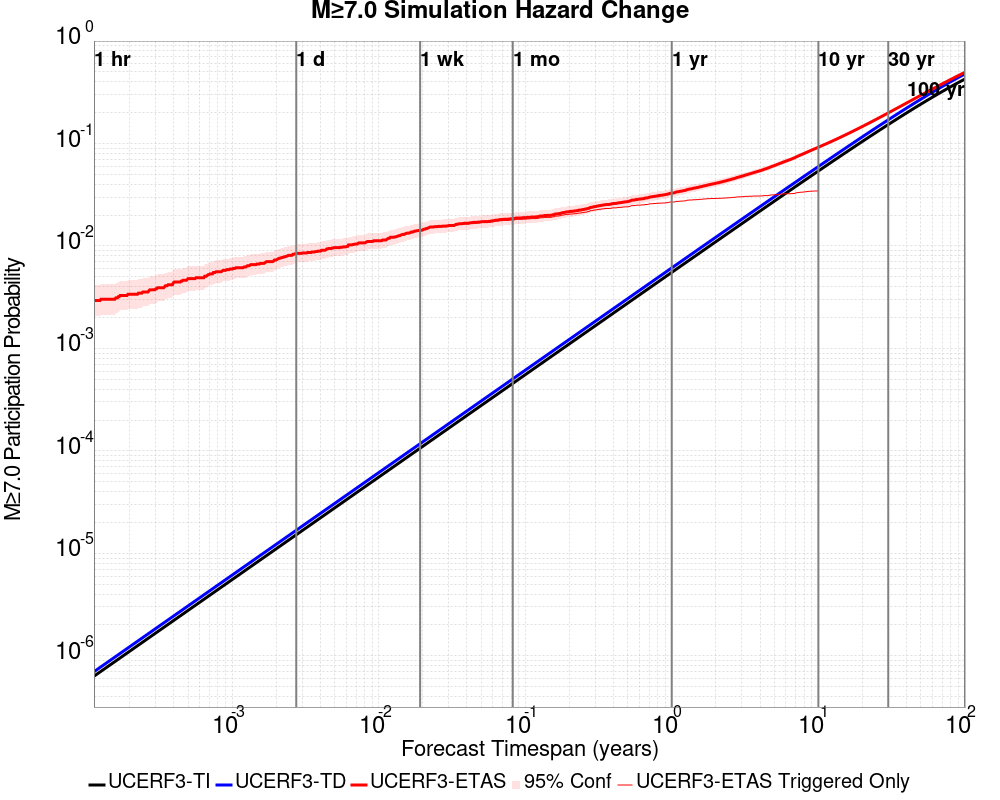 M≥7.0 Simulation Hazard Change
10^0
10^-1
10^-2
10^-3
10^-4
10^-5
10^-6
M≥7.0 Participation Probability
1 hr
1 d
1 wk
1 mo
1 yr
10 yr
30 yr
100 yr
10^-3
10^-2
10^-1
10^0
10^1
10^2
Forecast Timespan (years)
UCERF3-TI UCERF3-TD UCERF3-ETAS 95% Conf UCERF3-ETAS Triggered Only